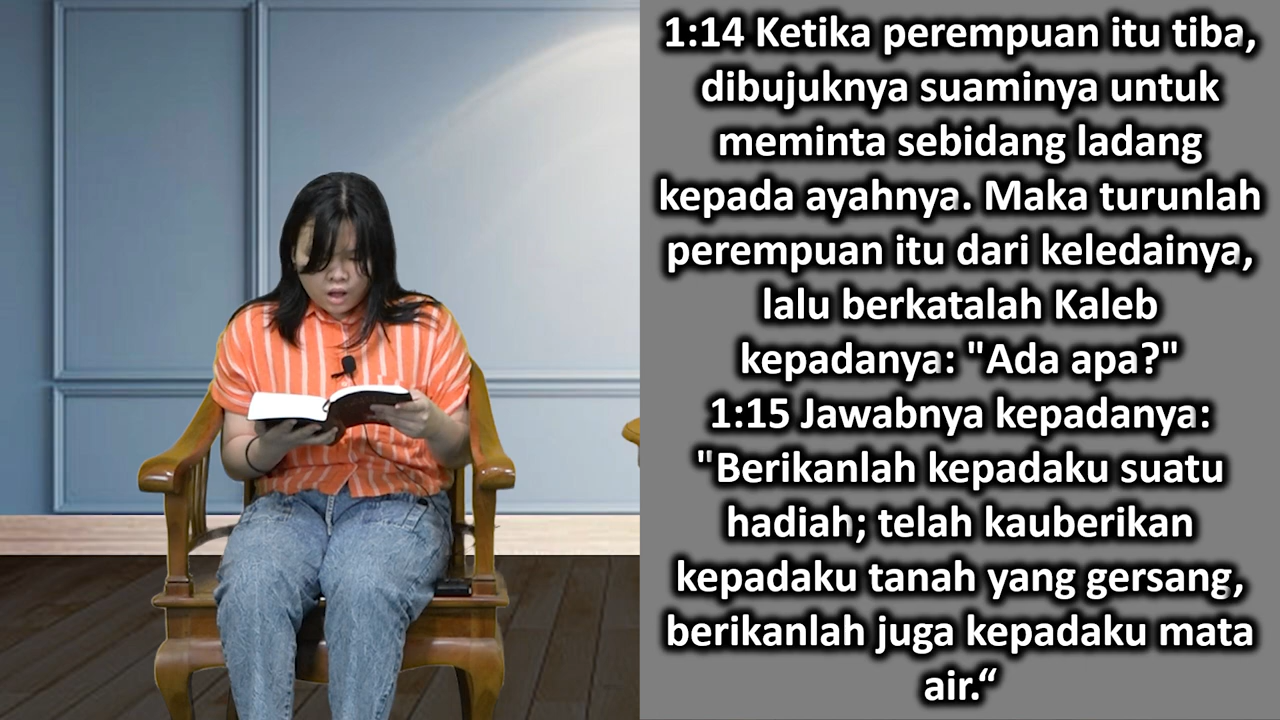 1:14 Ketika perempuan itu tiba,
dibujuknya suaminya untuk
meminta sebidang ladang
kepada ayahnya. Maka turunlah
perempuan itu dari keledainya,
lalu berkatalah Kaleb
kepadanya: "Ada apa?"
1:15 Jawabnya kepadanya:
"Berikanlah kepadaku suatu
hadiah; telah kauberikan
kepadaku tanah yang gersang,
berikanlah juga kepadaku mata
air.“